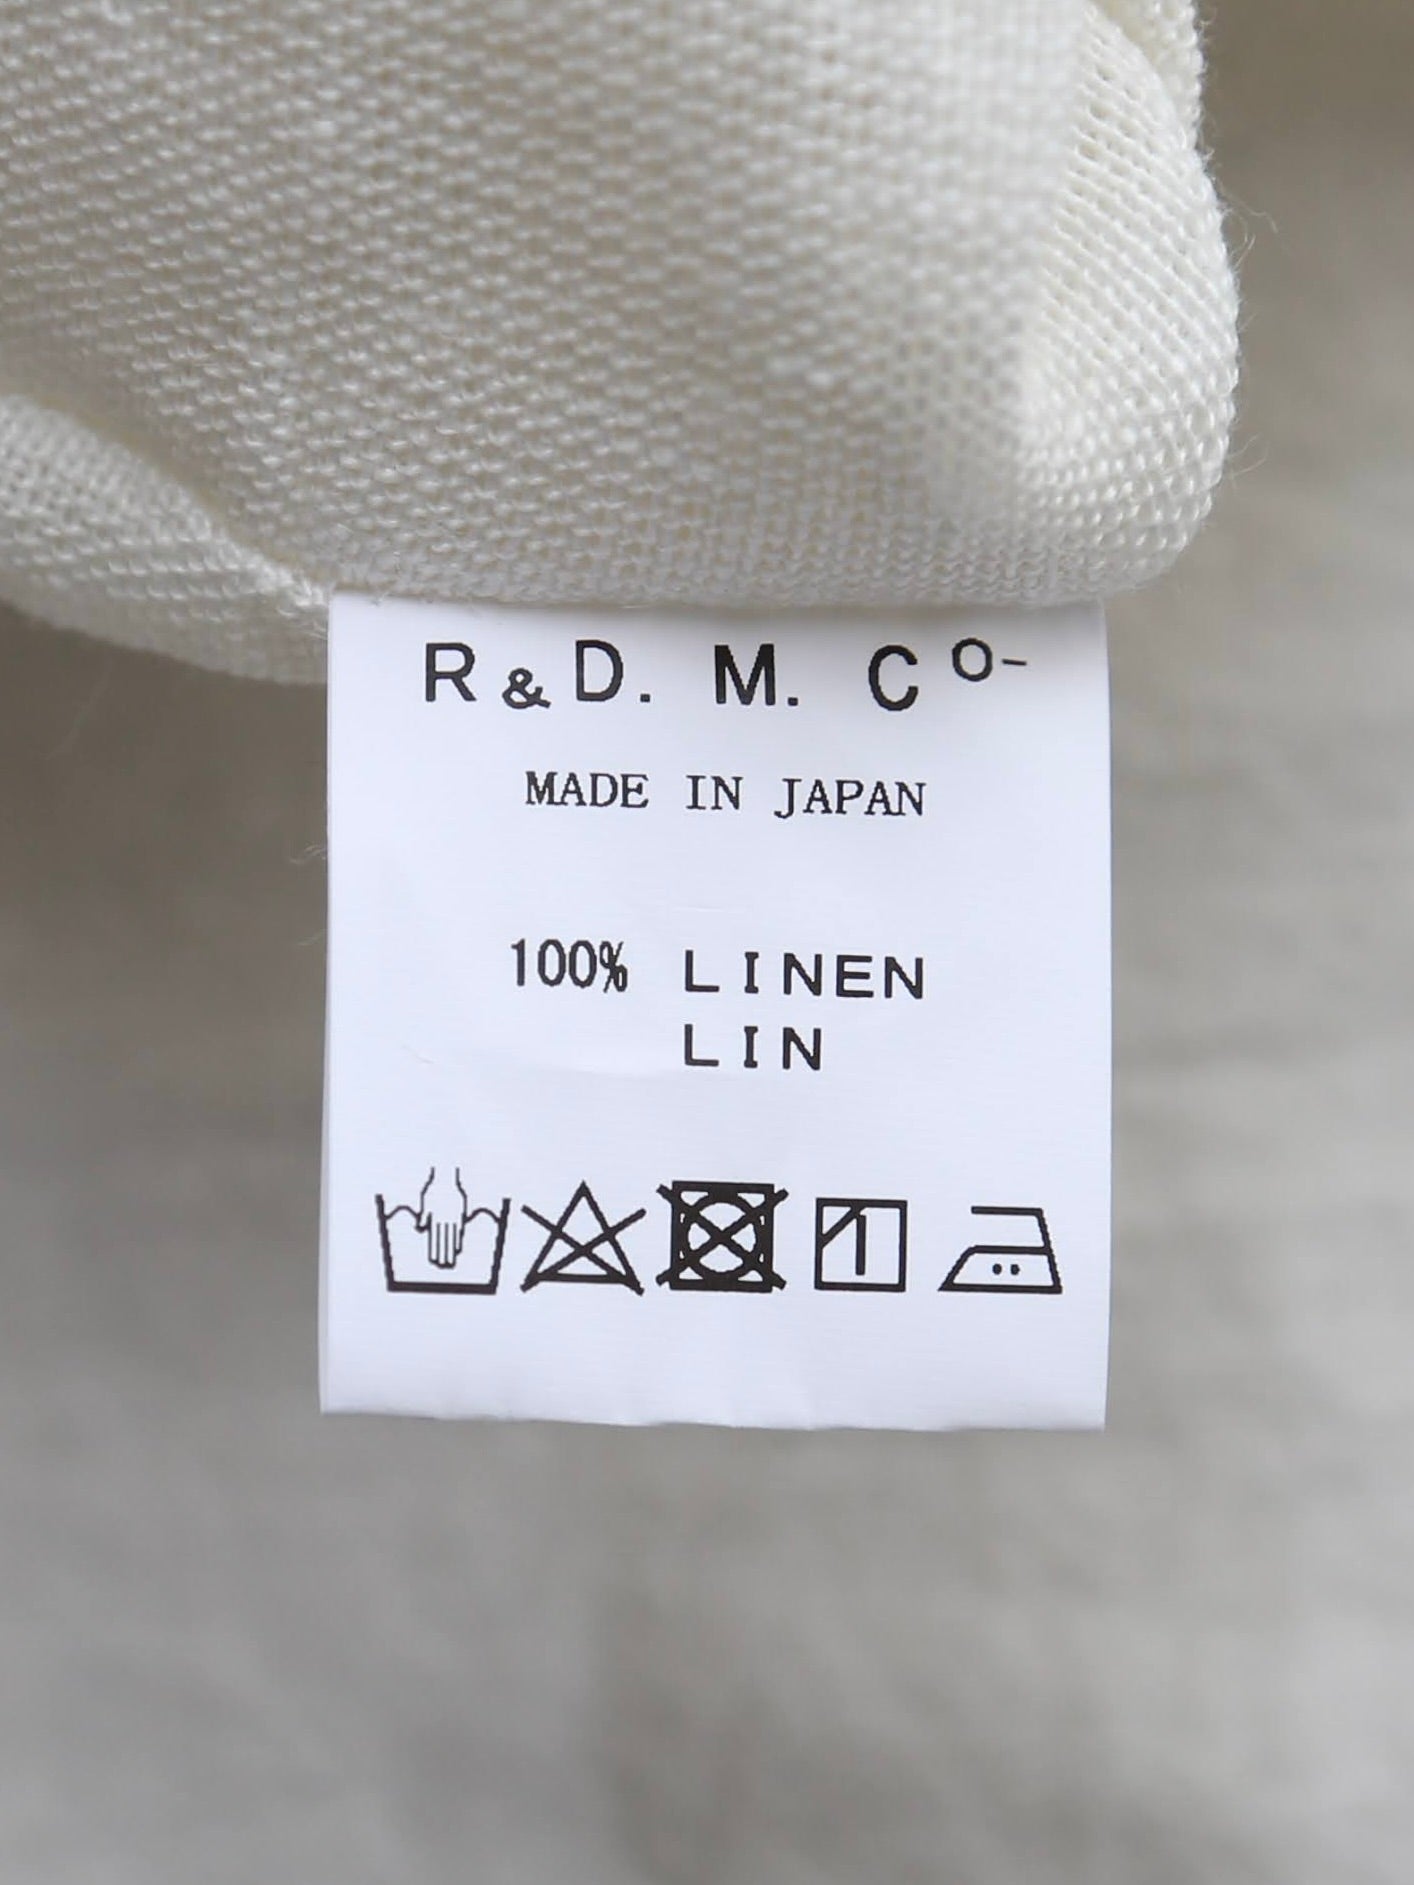 R&D. M. Cᴼ-
MADE IN JAPAN
100% LINEN
LIN